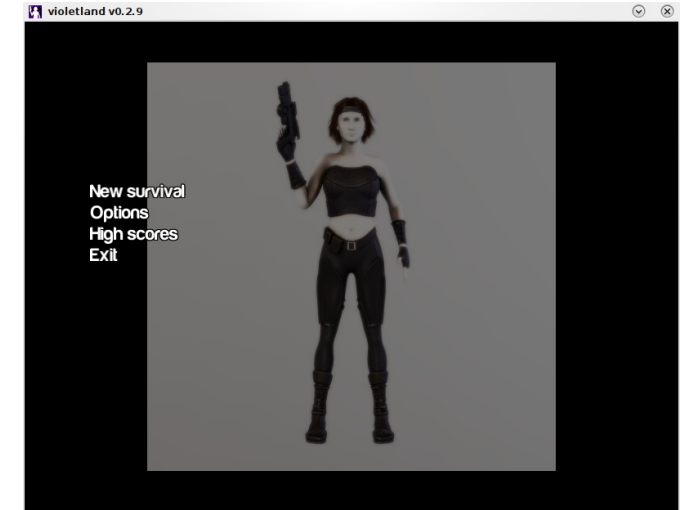 violetland v0.2.9
New survival
Options
High scores
Exit